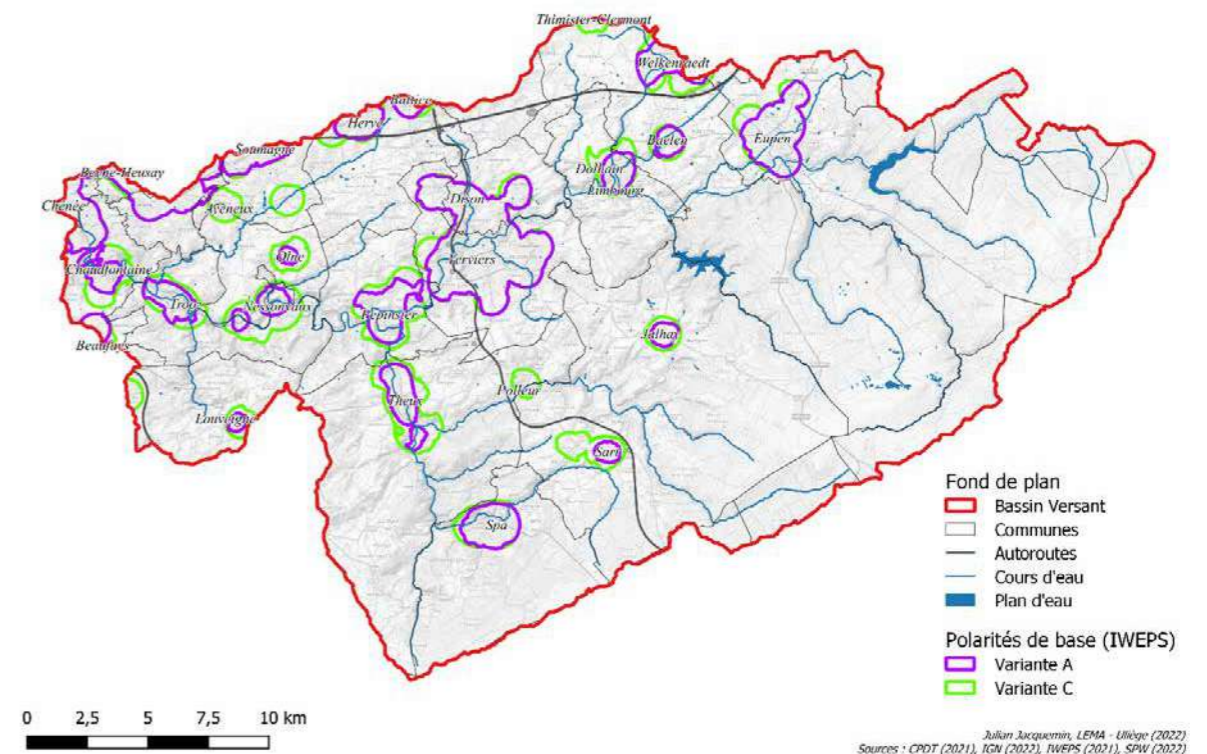 Thimister-Clermont
Welkenraedt
Battice
Herve
Soumagne
Baelen
Eupen
Beyne-Heusay
Dolhain
Limbourg
Dison
Chenée
Ayeneux
Verviers
Olne
Chaudfontaine
Trooz
Nessonvaux
Pepinster
Jalhay
Beaufays
Theux
Polleur
Louveigné
Sart
Spa
Fond de plan
Bassin Versant
Communes
Autoroutes
Cours d'eau
Plan d'eau
Polarités de base (IWEPS)
Variante A
Variante C
0 2,5 5 7,5 10 km
Julian Jacquemin, LEMA - Uliège (2022)
Sources : CPDT (2021), IGN (2022), IWEPS (2021), SPW (2022)